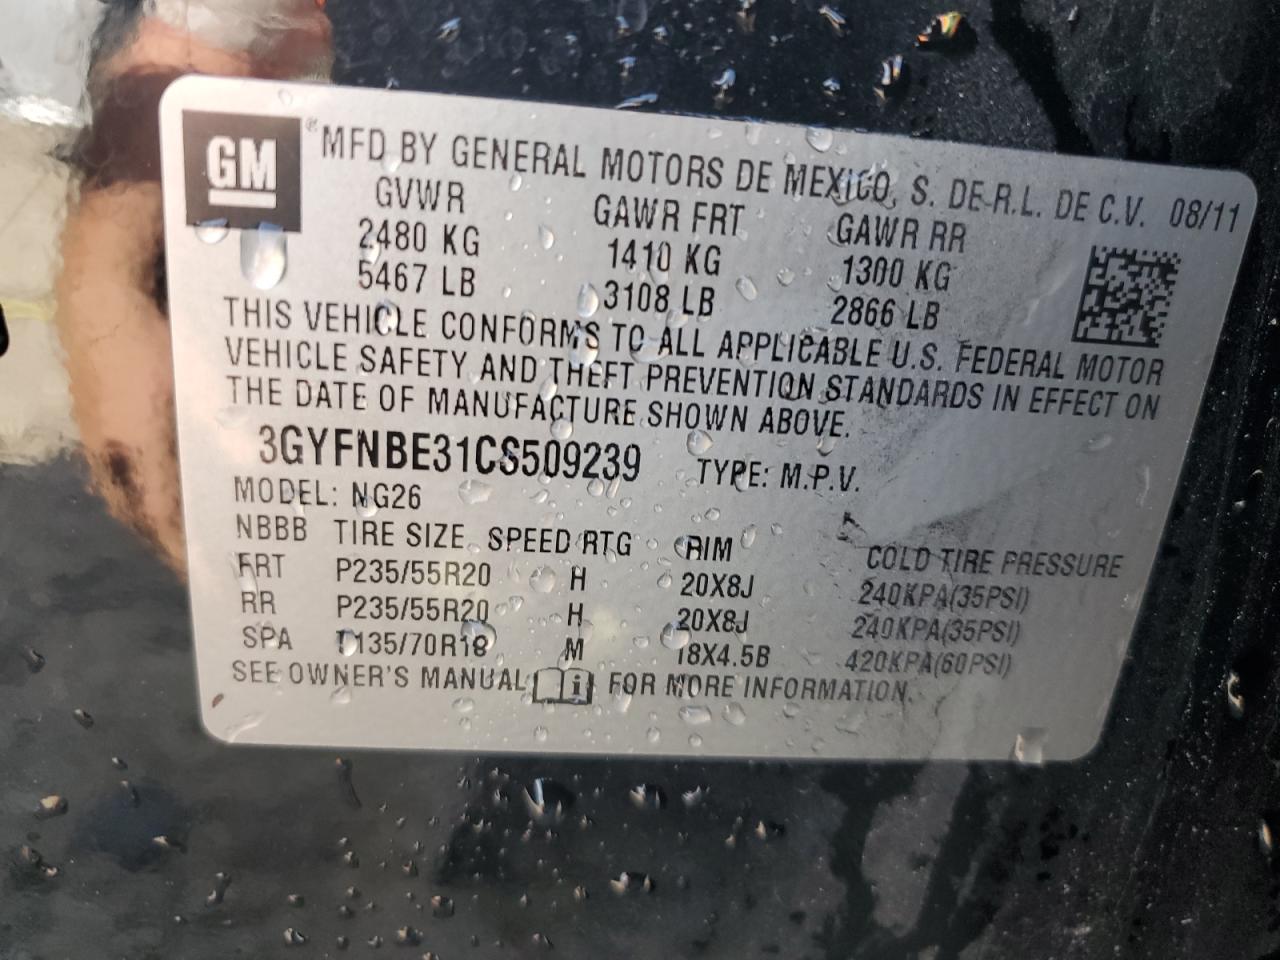 GM ® MFD BY GENERAL MOTORS DE MEXICO, S. DE R.L. DE C.V. 08/11
GVWR GAWR FRT GAWR RR
2480 KG 1410 KG 1300 KG
5467 LB 3108 LB 2866 LB
THIS VEHICLE CONFORMS TO ALL APPLICABLE U.S. FEDERAL MOTOR
VEHICLE SAFETY AND THEFT PREVENTION STANDARDS IN EFFECT ON
THE DATE OF MANUFACTURE SHOWN ABOVE.
3GYFNBE31CS509239 TYPE: M.P.V.
MODEL: NG26
NBBB TIRE SIZE SPEED RTG RIM COLD TIRE PRESSURE
FRT P235/55R20 H 20X8J 240KPA(35PSI)
RR P235/55R20 H 20X8J 240KPA(35PSI)
SPA T135/70R18 M 18X4.5B 420KPA(60PSI)
SEE OWNER'S MANUAL i FOR MORE INFORMATION.